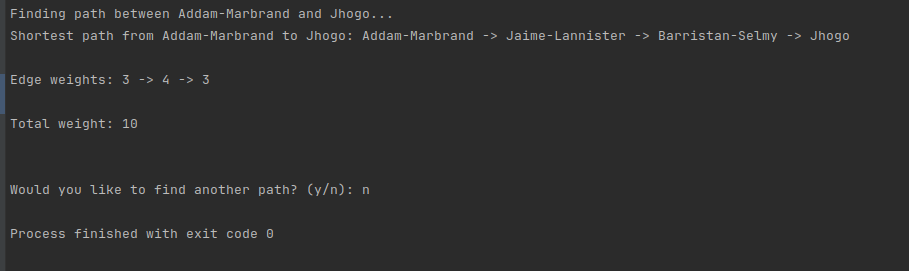 Finding path between Addam-Marbrand and Jhogo...
Shortest path from Addam-Marbrand to Jhogo: Addam-Marbrand -> Jaime-Lannister -> Barristan-Selmy -> Jhogo
Edge weights: 3 -> 4 -> 3
Total weight: 10
Would you like to find another path? (y/n): n
Process finished with exit code 0